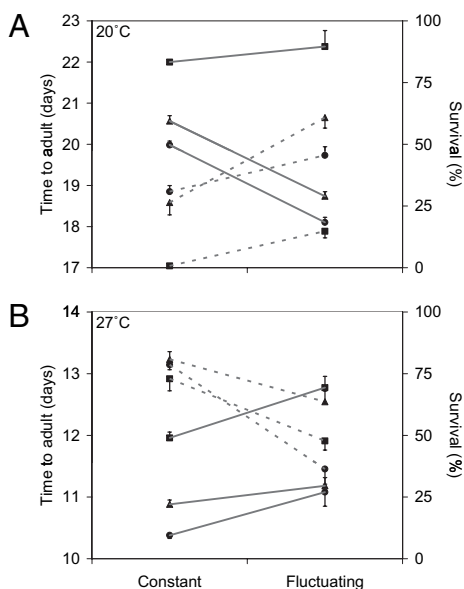 A
20˚C
23
22
21
20
19
18
17
Time to adult (days)
100
75
50
25
0
Survival (%)
B
27˚C
14
13
12
11
10
Time to adult (days)
100
75
50
25
0
Survival (%)
Constant
Fluctuating